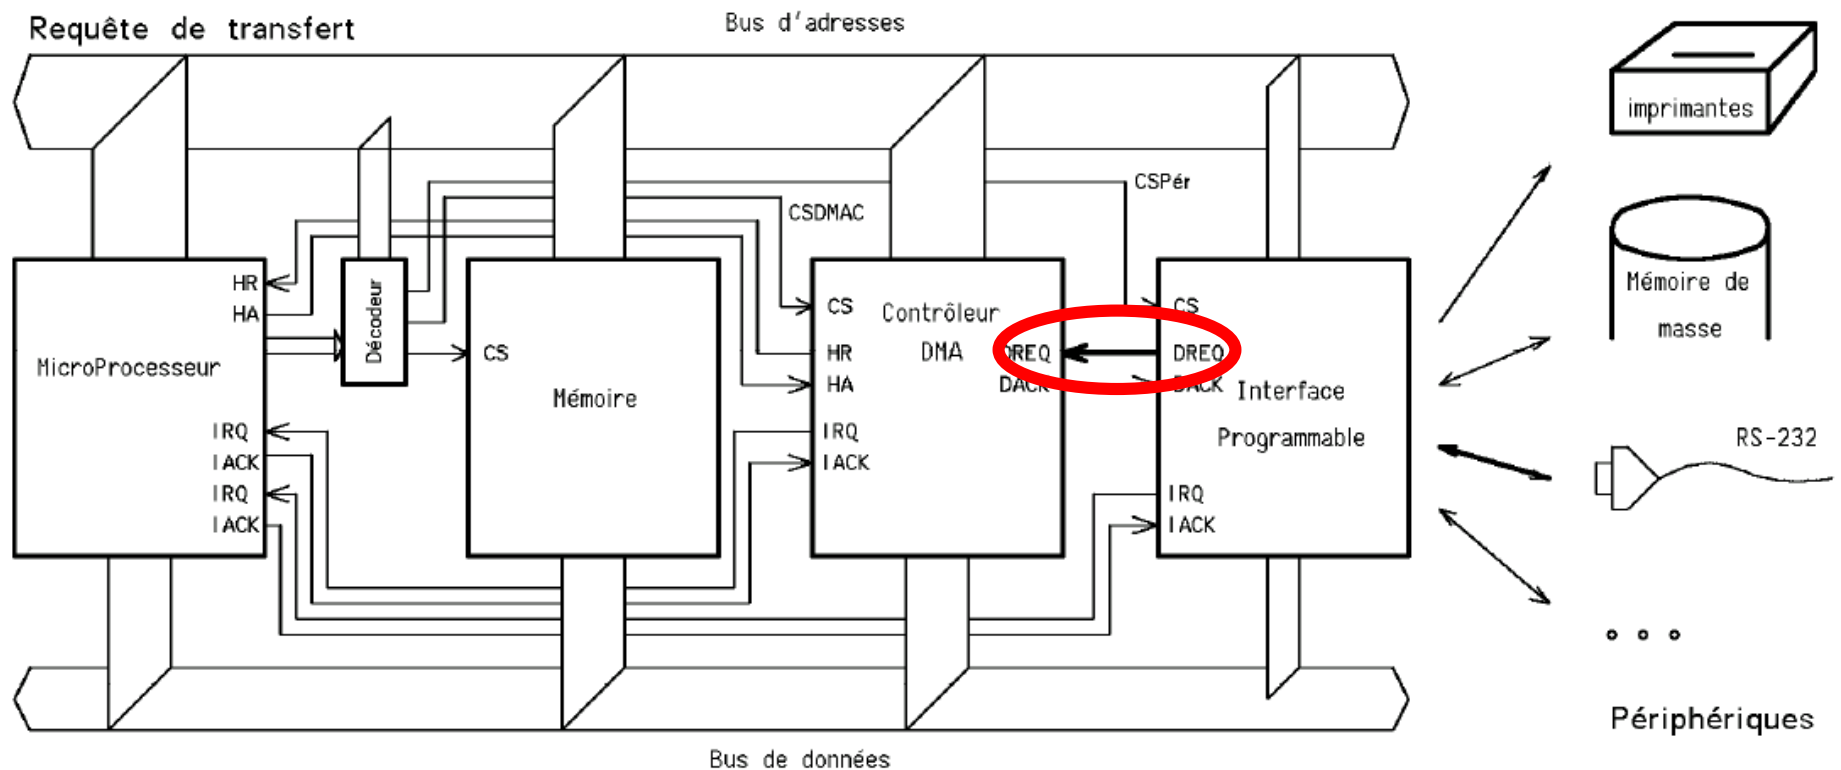 Requête de transfert
Bus d'adresses
imprimantes
CSPér
CSDMAC
Mémoire de
masse
HR
HA
Décodeur
MicroProcesseur
IRQ
IACK
IRQ
IACK
CS
Mémoire
CS
HR
HA
IRQ
IACK
Contrôleur
DMA
DREQ
DACK
CS
DREQ
DACK
Interface
Programmable
IRQ
IACK
RS-232
Périphériques
Bus de données